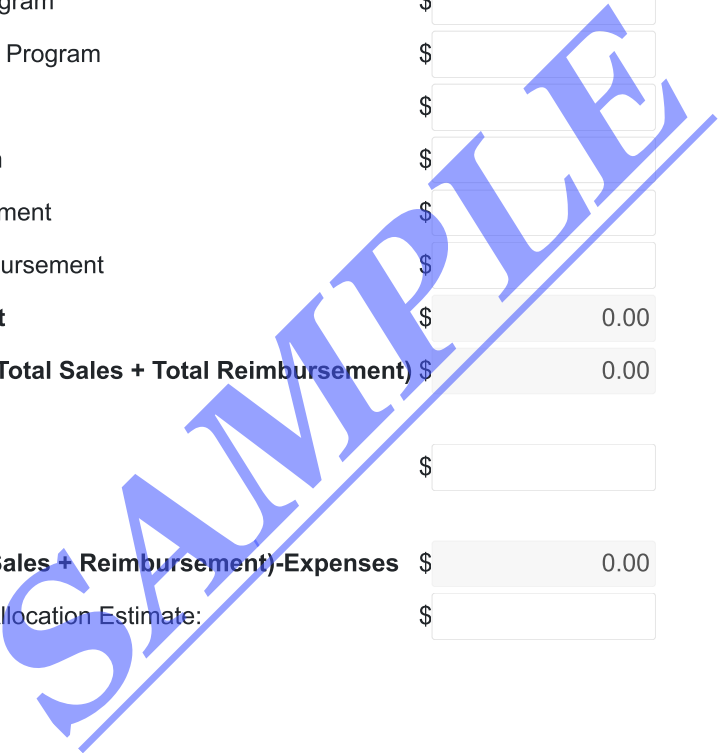 gram $
Program $
$
$
ment $
ursement $
t $ 0.00
Total Sales + Total Reimbursement) $ 0.00
$
Sales + Reimbursement)-Expenses $ 0.00
llocation Estimate: $
SAMPLE